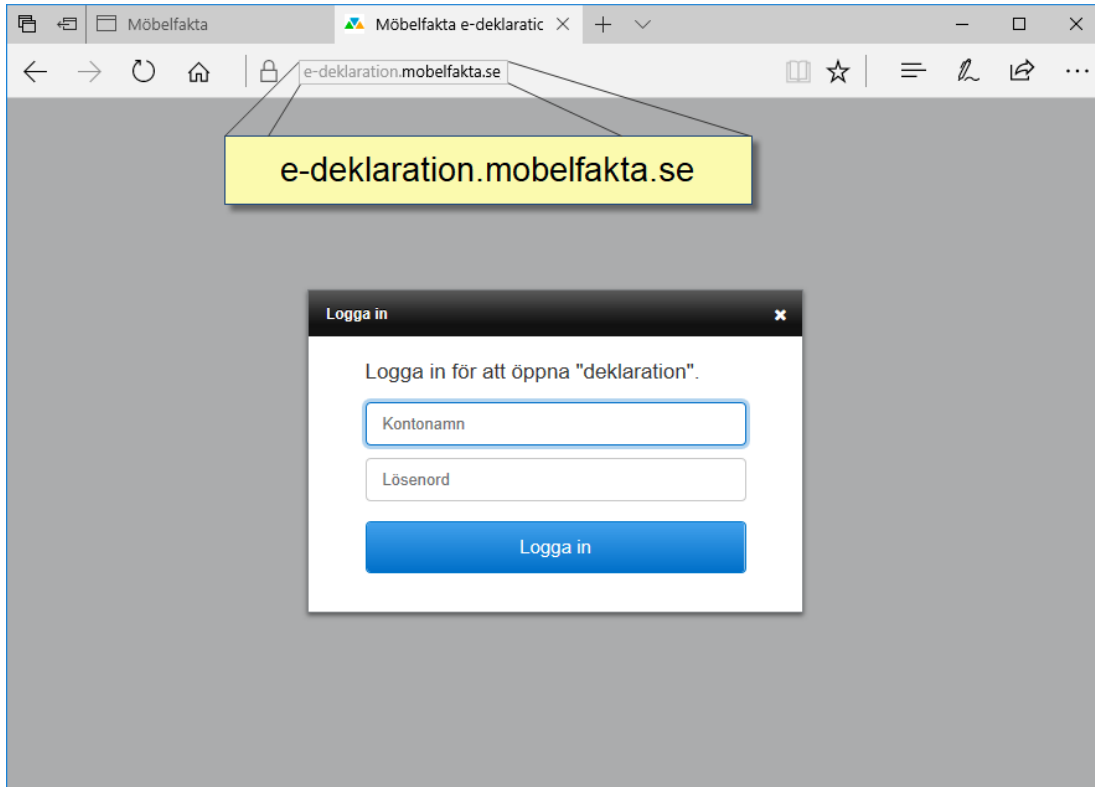 Möbelfakta
Möbelfakta e-deklaratic
e-deklaration.mobelfakta.se
e-deklaration.mobelfakta.se
Logga in
Logga in för att öppna "deklaration".
Kontonamn
Lösenord
Logga in